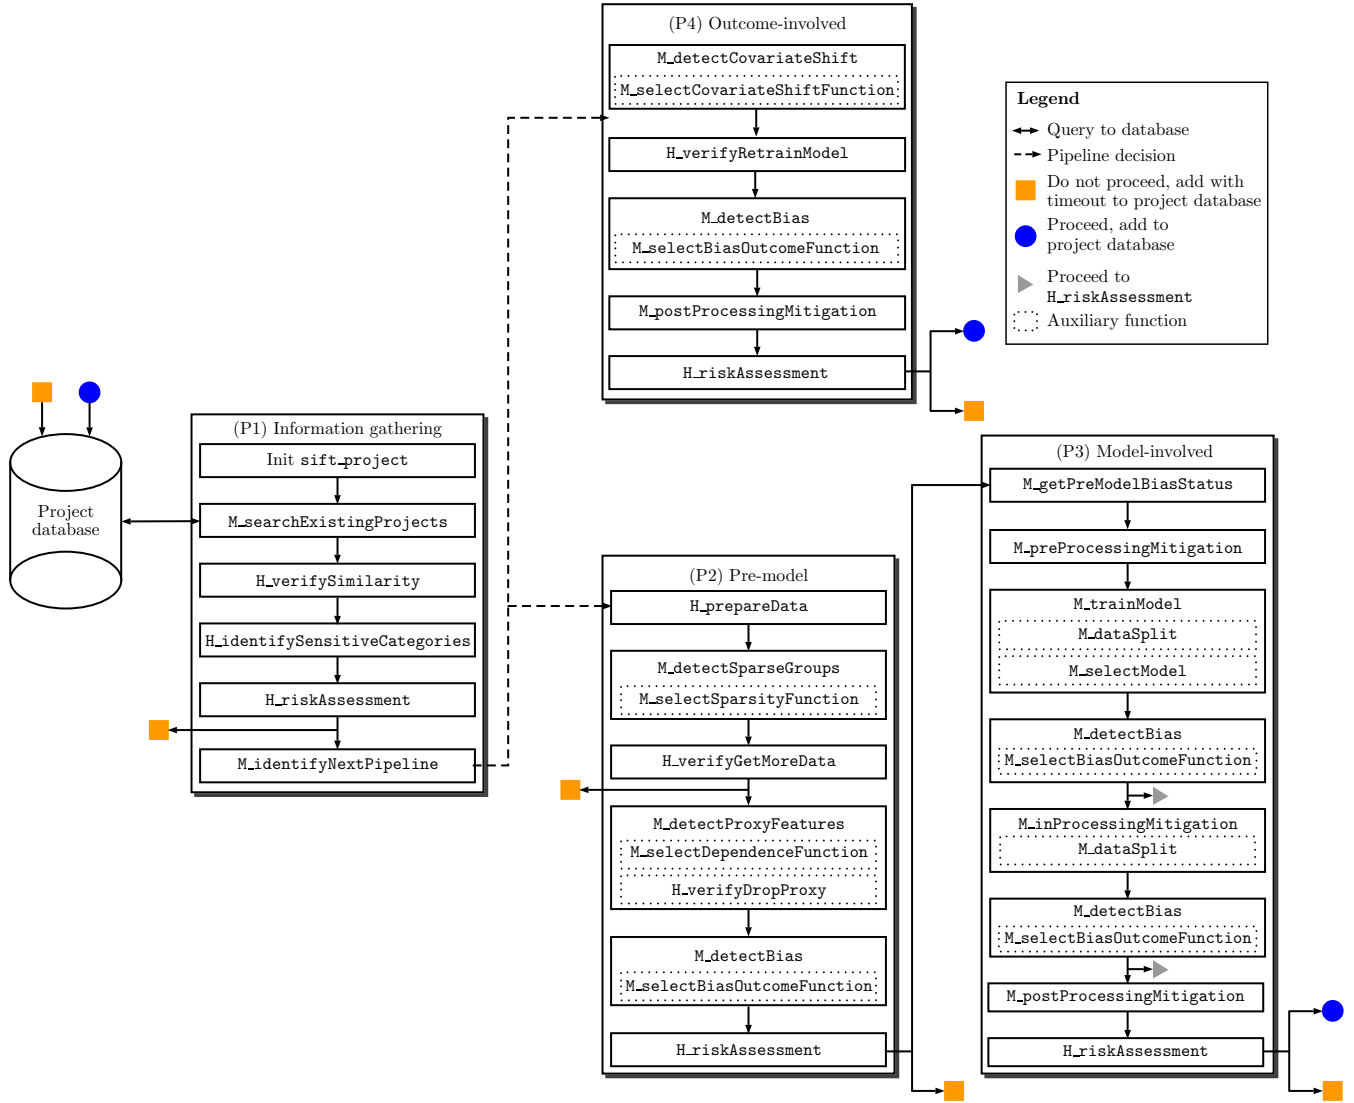 (P4) Outcome-involved
M_detectCovariateShift
M_selectCovariateShiftFunction
H_verifyRetrainModel
M_detectBias
M_selectBiasOutcomeFunction
M_postProcessingMitigation
H_riskAssessment
Legend
Query to database
Pipeline decision
Do not proceed, add with
timeout to project database
Proceed, add to
project database
Proceed to
H_riskAssessment
Auxiliary function
Project
database
(P1) Information gathering
Init sift_project
M_searchExistingProjects
H_verifySimilarity
H_identifySensitiveCategories
H_riskAssessment
M_identifyNextPipeline
(P2) Pre-model
H_prepareData
M_detectSparseGroups
M_selectSparsityFunction
H_verifyGetMoreData
M_detectProxyFeatures
M_selectDependenceFunction
H_verifyDropProxy
M_detectBias
M_selectBiasOutcomeFunction
H_riskAssessment
(P3) Model-involved
M_getPreModelBiasStatus
M_preProcessingMitigation
M_trainModel
M_dataSplit
M_selectModel
M_detectBias
M_selectBiasOutcomeFunction
M_inProcessingMitigation
M_dataSplit
M_detectBias
M_selectBiasOutcomeFunction
M_postProcessingMitigation
H_riskAssessment